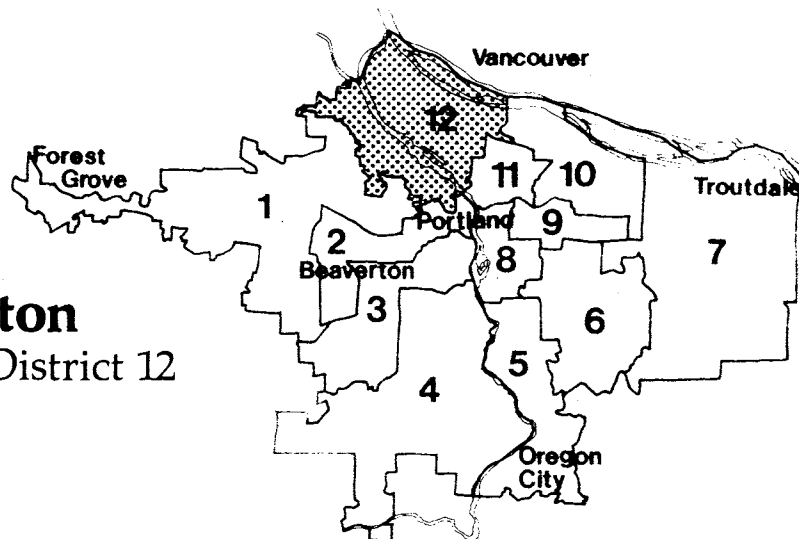 Vancouver
12
Forest
Grove
11
10
Troutdale
1
Portland
9
2
7
8
Beaverton
3
6
ton
District 12
5
4
Oregon
City